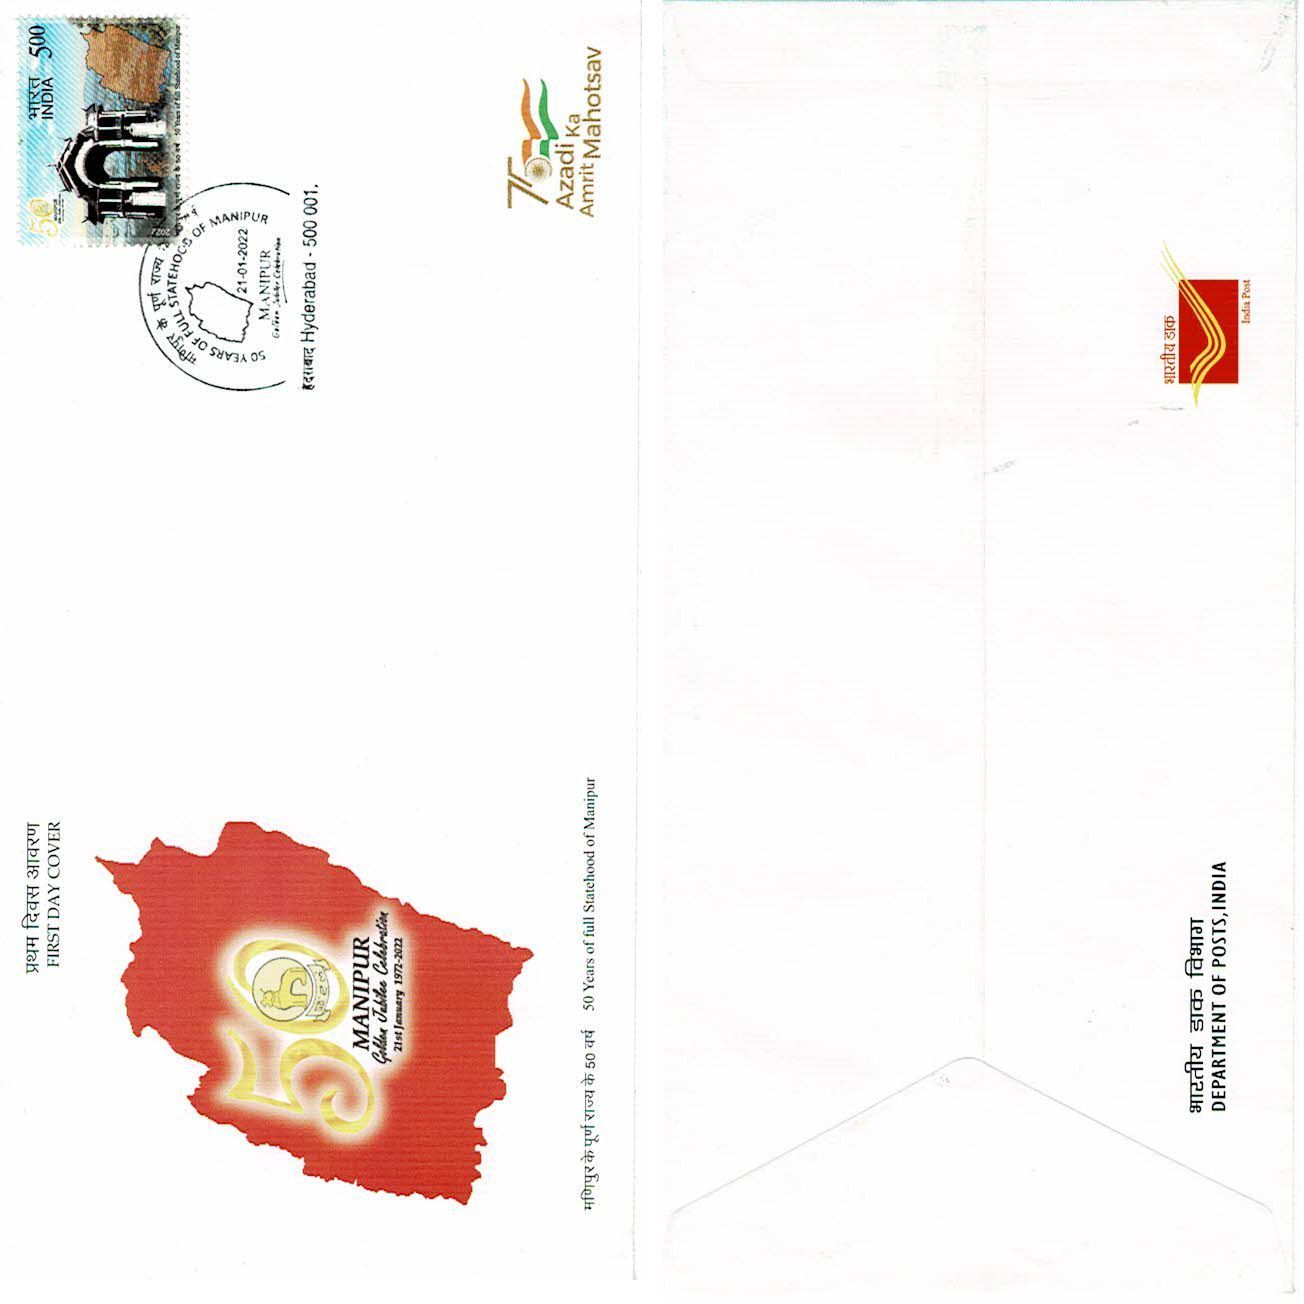 प्रथम दिवस आवरण
FIRST DAY COVER
50
MANIPUR
Golden Jubilee Celebration
21st January 1972-2022
मणिपुर के पूर्ण राज्य के 50 वर्ष 50 Years of full Statehood of Manipur
50
MANIPUR
भारत
INDIA
500
मणिपुर के पूर्ण राज्य के 50 वर्ष 50 Years of full Statehood of Manipur
मणिपुर के पूर्ण राज्य
50 YEARS OF FULL STATEHOOD OF MANIPUR
21-01-2022
MANIPUR
Golden Jubilee Celebration
हैदराबाद Hyderabad - 500 001.
75
Azadi Ka
Amrit Mahotsav
भारतीय डाक विभाग
DEPARTMENT OF POSTS, INDIA
भारतीय डाक
India Post